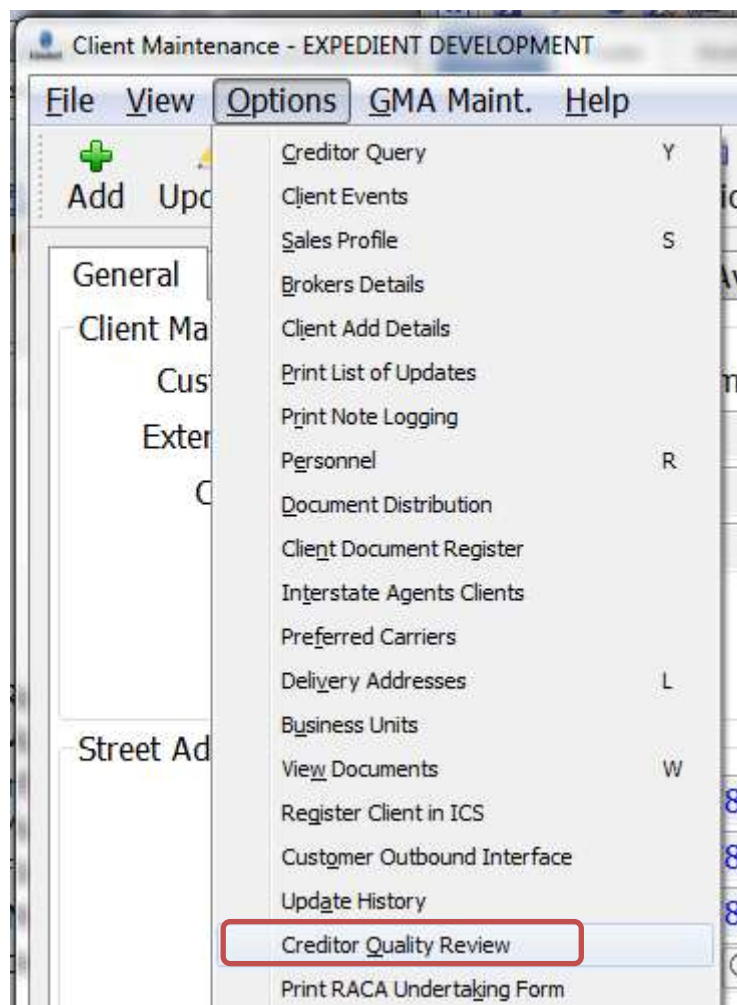 Client Maintenance - EXPEDIENT DEVELOPMENT
File View Options GMA Maint. Help
Add
General
Client Ma
Cus
Exter
Street Ad
Creditor Query Y
Client Events
Sales Profile S
Brokers Details
Client Add Details
Print List of Updates
Print Note Logging
Personnel R
Document Distribution
Client Document Register
Interstate Agents Clients
Preferred Carriers
Delivery Addresses L
Business Units
View Documents W
Register Client in ICS
Customer Outbound Interface
Update History
Creditor Quality Review
Print RACA Undertaking Form